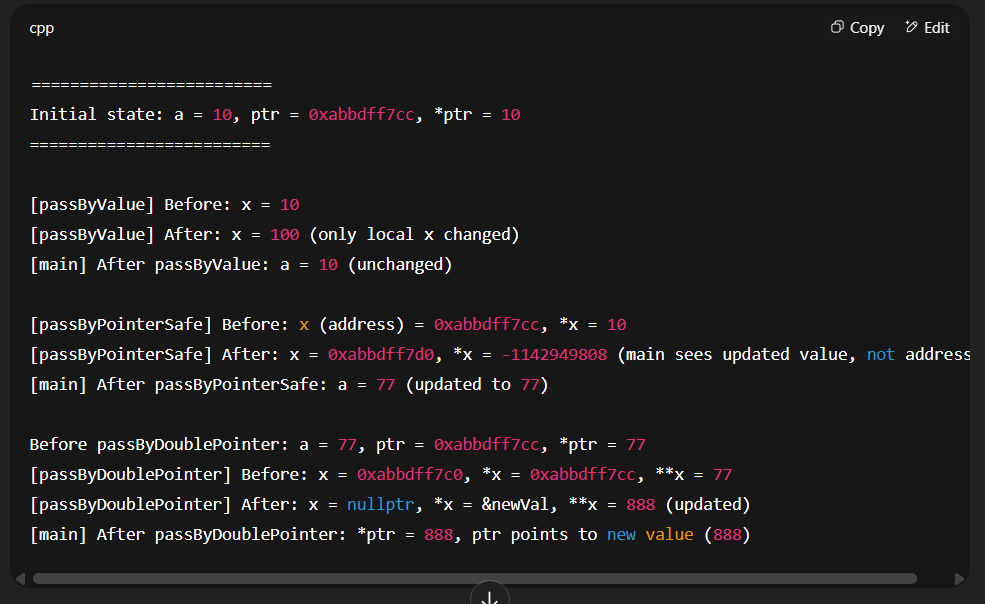 cpp
Copy
Edit
=========================
Initial state: a = 10, ptr = 0xabbdff7cc, *ptr = 10
=========================
[passByValue] Before: x = 10
[passByValue] After: x = 100 (only local x changed)
[main] After passByValue: a = 10 (unchanged)
[passByPointerSafe] Before: x (address) = 0xabbdff7cc, *x = 10
[passByPointerSafe] After: x = 0xabbdff7d0, *x = -1142949808 (main sees updated value, not address
[main] After passByPointerSafe: a = 77 (updated to 77)
Before passByDoublePointer: a = 77, ptr = 0xabbdff7cc, *ptr = 77
[passByDoublePointer] Before: x = 0xabbdff7c0, *x = 0xabbdff7cc, **x = 77
[passByDoublePointer] After: x = nullptr, *x = &newVal, **x = 888 (updated)
[main] After passByDoublePointer: *ptr = 888, ptr points to new value (888)